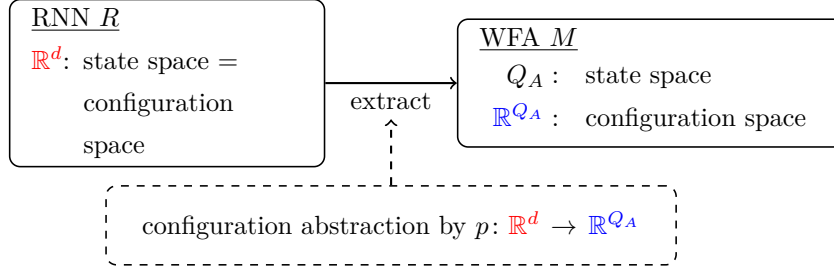 RNN R
ℝ^d: state space =
configuration
space
extract
WFA M
Q_A : state space
ℝ^{Q_A} : configuration space
configuration abstraction by p: ℝ^d → ℝ^{Q_A}